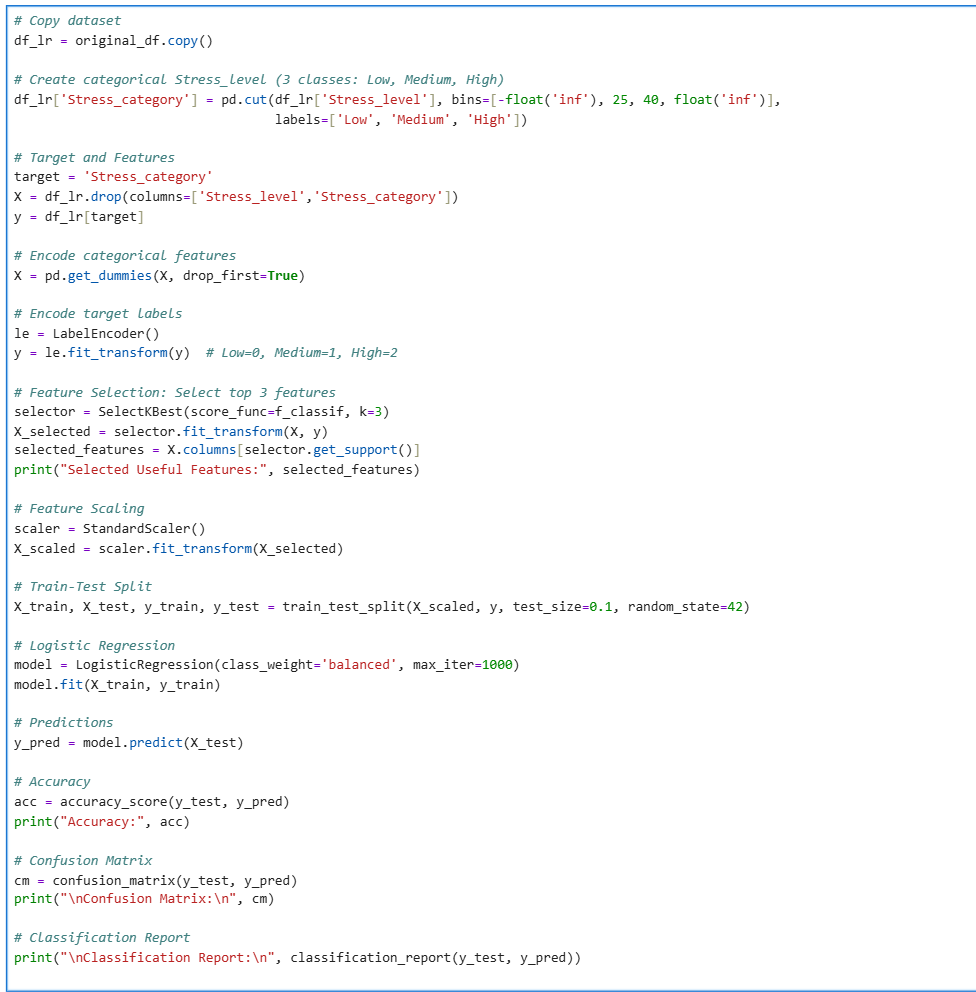 # Copy dataset
df_lr = original_df.copy()
# Create categorical Stress_level (3 classes: Low, Medium, High)
df_lr['Stress_category'] = pd.cut(df_lr['Stress_level'], bins=[-float('inf'), 25, 40, float('inf')],
                                  labels=['Low', 'Medium', 'High'])
# Target and Features
target = 'Stress_category'
X = df_lr.drop(columns=['Stress_level','Stress_category'])
y = df_lr[target]
# Encode categorical features
X = pd.get_dummies(X, drop_first=True)
# Encode target labels
le = LabelEncoder()
y = le.fit_transform(y)  # Low=0, Medium=1, High=2
# Feature Selection: Select top 3 features
selector = SelectKBest(score_func=f_classif, k=3)
X_selected = selector.fit_transform(X, y)
selected_features = X.columns[selector.get_support()]
print("Selected Useful Features:", selected_features)
# Feature Scaling
scaler = StandardScaler()
X_scaled = scaler.fit_transform(X_selected)
# Train-Test Split
X_train, X_test, y_train, y_test = train_test_split(X_scaled, y, test_size=0.1, random_state=42)
# Logistic Regression
model = LogisticRegression(class_weight='balanced', max_iter=1000)
model.fit(X_train, y_train)
# Predictions
y_pred = model.predict(X_test)
# Accuracy
acc = accuracy_score(y_test, y_pred)
print("Accuracy:", acc)
# Confusion Matrix
cm = confusion_matrix(y_test, y_pred)
print("\nConfusion Matrix:\n", cm)
# Classification Report
print("\nClassification Report:\n", classification_report(y_test, y_pred))